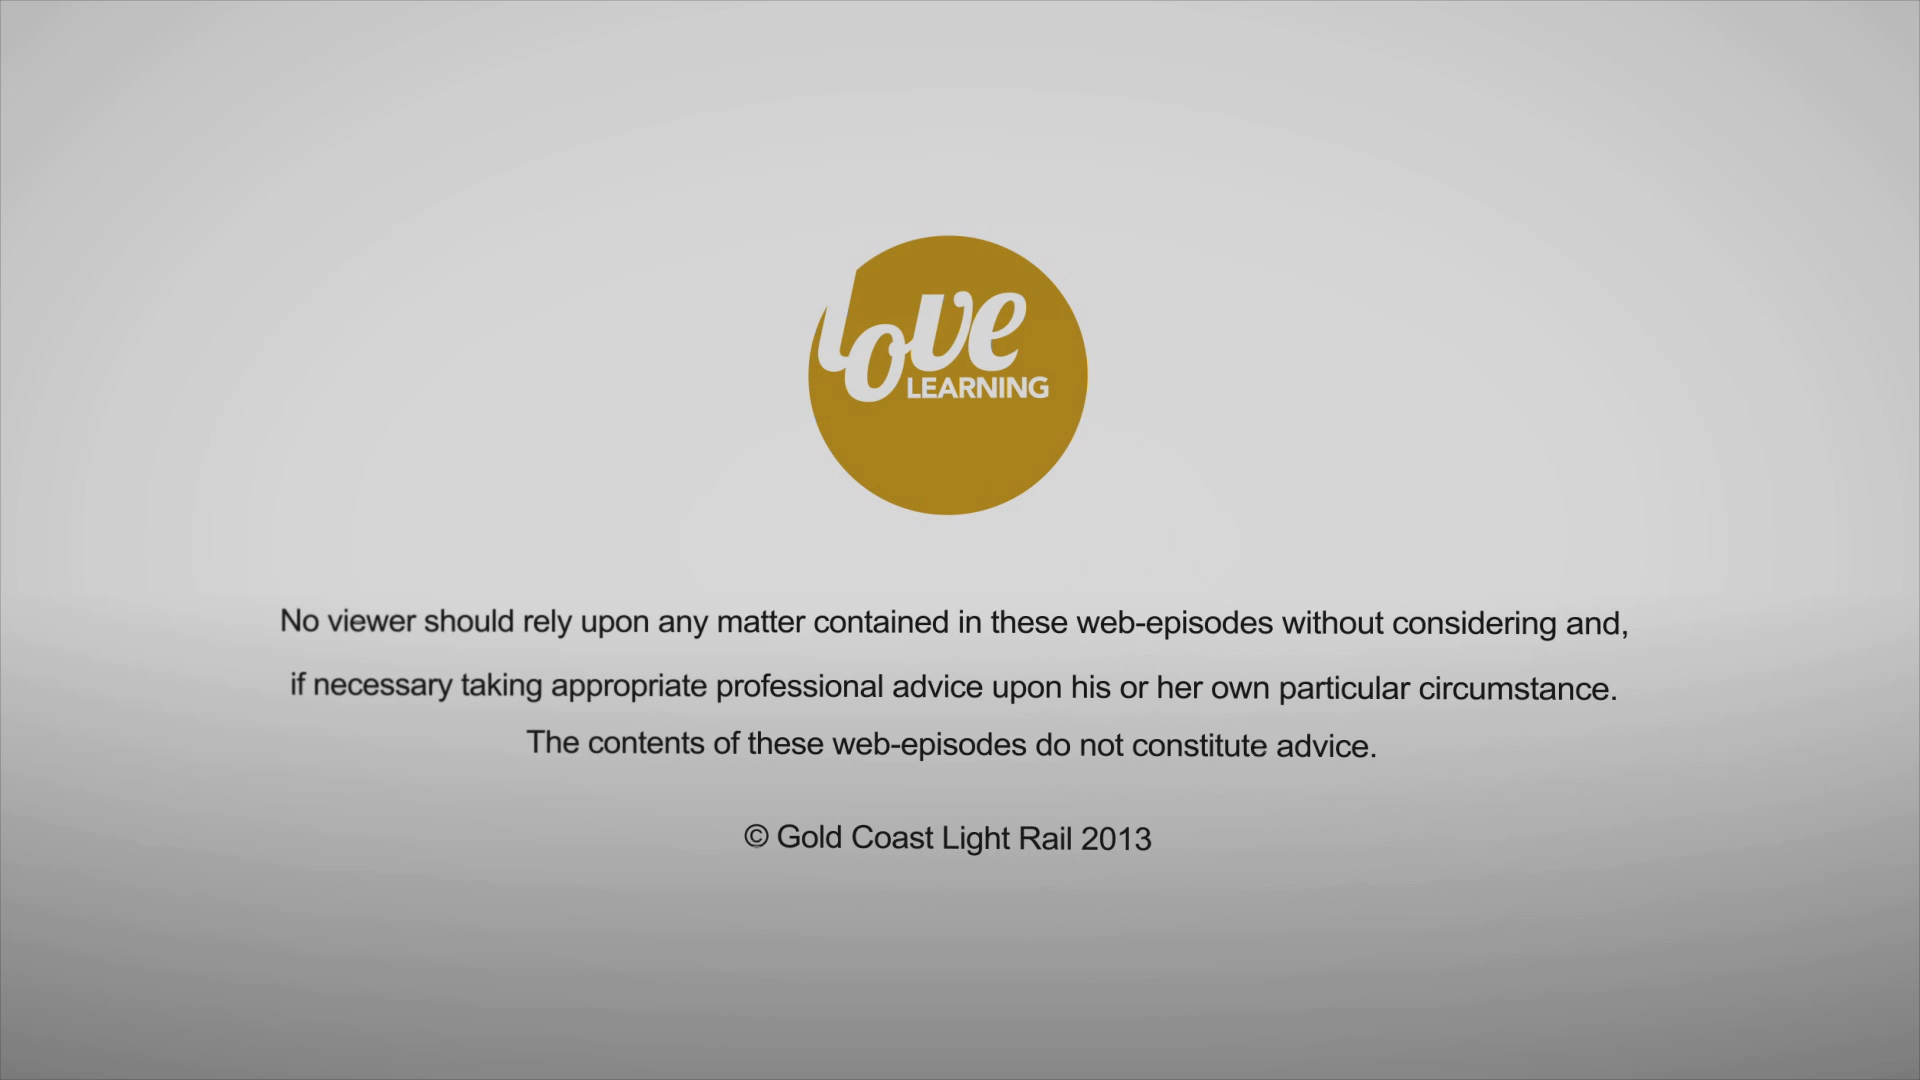 love
LEARNING
No viewer should rely upon any matter contained in these web-episodes without considering and,
if necessary taking appropriate professional advice upon his or her own particular circumstance.
The contents of these web-episodes do not constitute advice.
© Gold Coast Light Rail 2013